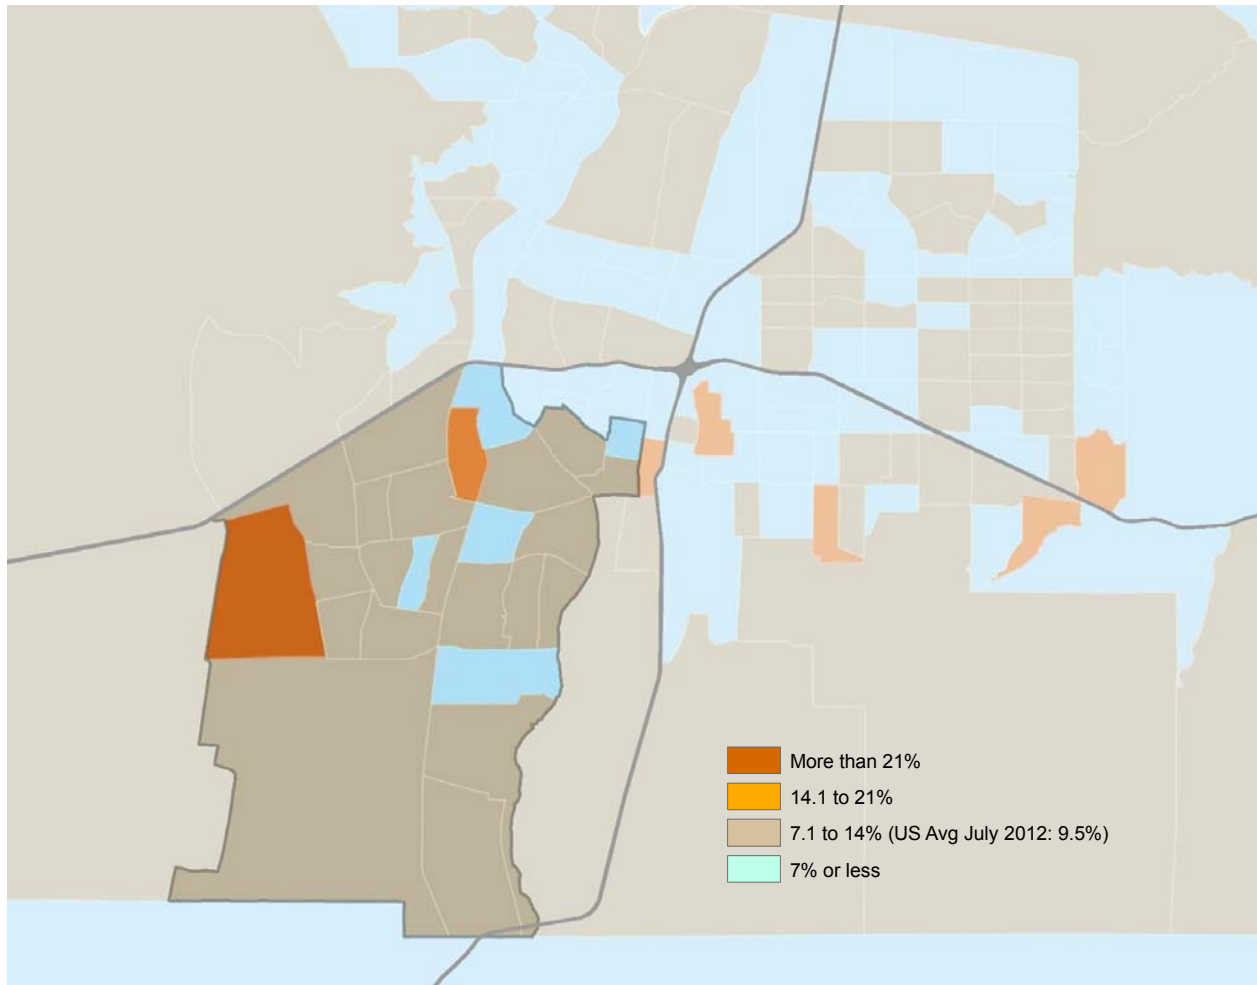 More than 21%
14.1 to 21%
7.1 to 14% (US Avg July 2012: 9.5%)
7% or less